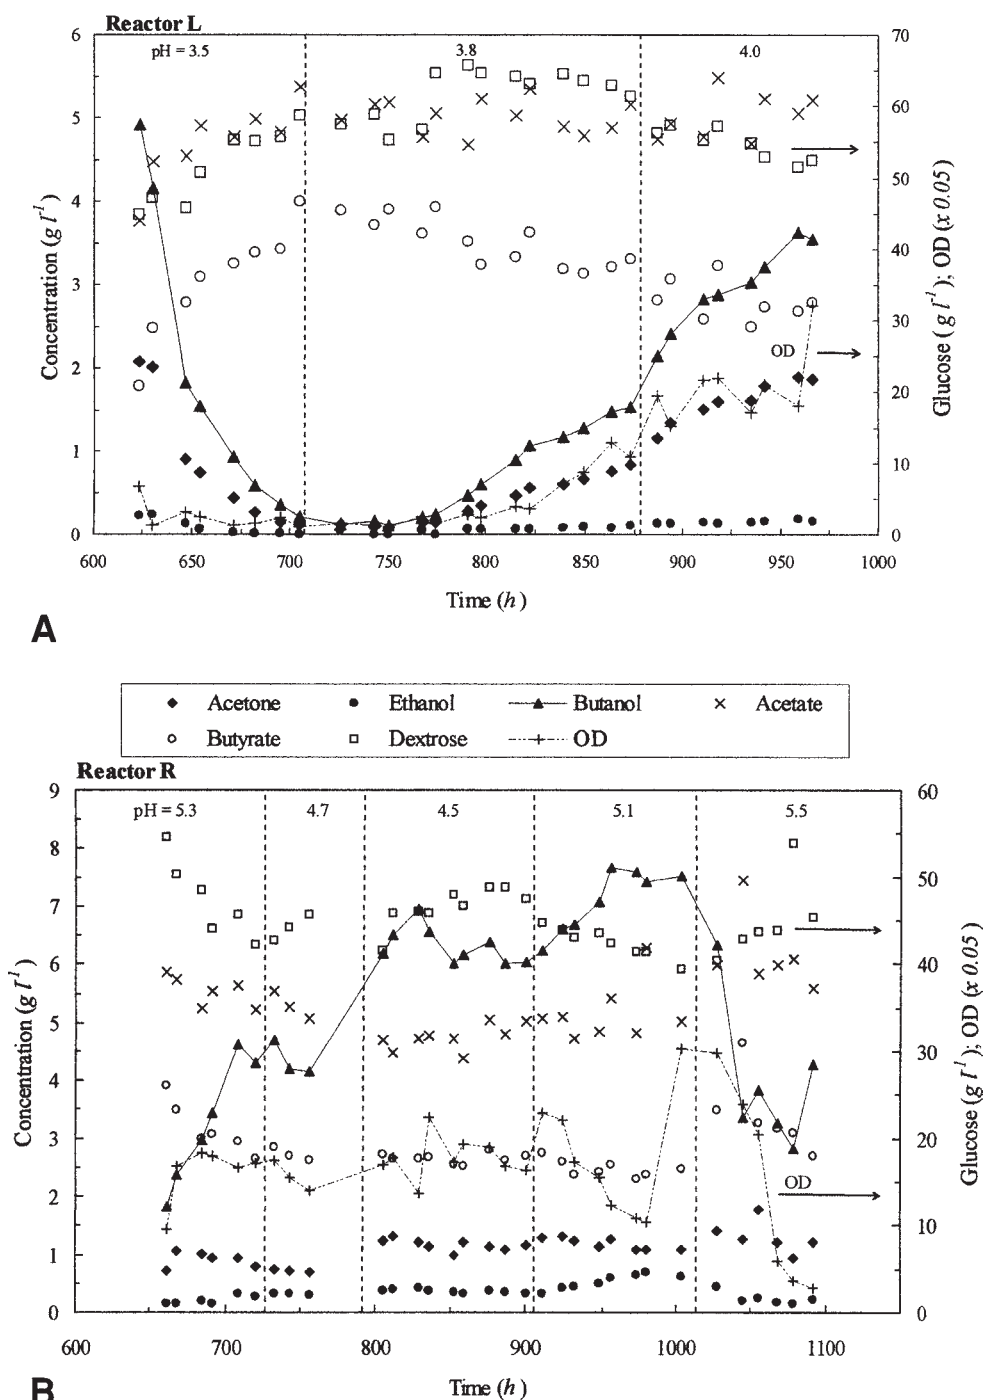 Reactor L
pH = 3.5 3.8 4.0
6
5
4
3
2
1
0
Concentration (g l⁻¹)
70
60
50
40
30
20
10
0
Glucose (g l⁻¹); OD (x 0.05)
OD
600 650 700 750 800 850 900 950 1000
Time (h)
A
Acetone Ethanol Butanol Acetate
Butyrate Dextrose OD
Reactor R
pH = 5.3 4.7 4.5 5.1 5.5
9
8
7
6
5
4
3
2
1
0
Concentration (g l¹)
60
50
40
30
20
10
0
Glucose (g l⁻¹); OD (x 0.05)
OD
600 700 800 900 1000 1100
Time (h)
B